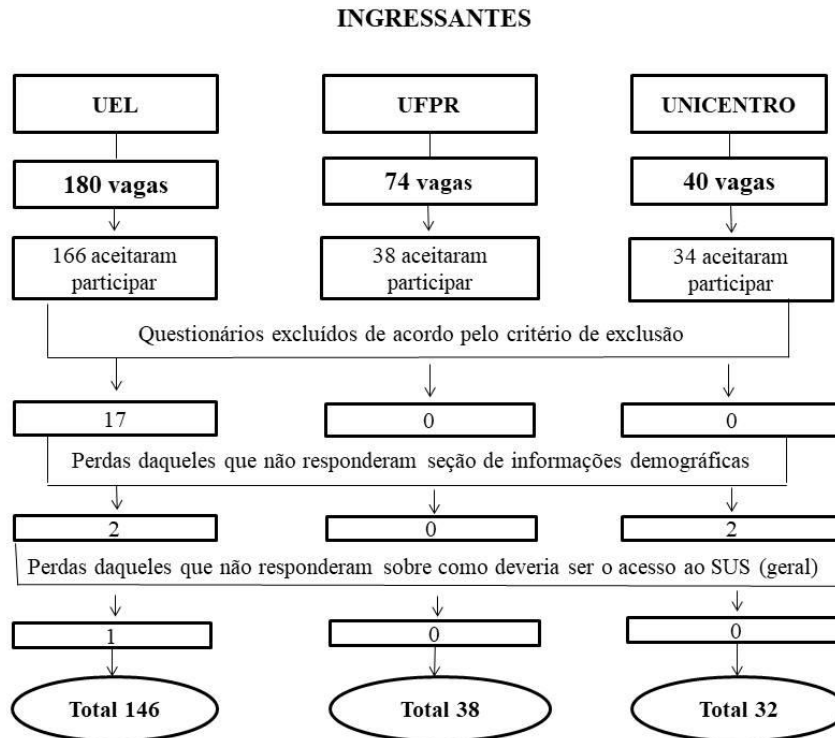 INGRESSANTES
UEL
UFPR
UNICENTRO
180 vagas
74 vagas
40 vagas
166 aceitaram
participar
38 aceitaram
participar
34 aceitaram
participar
Questionários excluídos de acordo pelo critério de exclusão
17
0
0
Perdas daqueles que não responderam seção de informações demográficas
2
0
2
Perdas daqueles que não responderam sobre como deveria ser o acesso ao SUS (geral)
1
0
0
Total 146
Total 38
Total 32